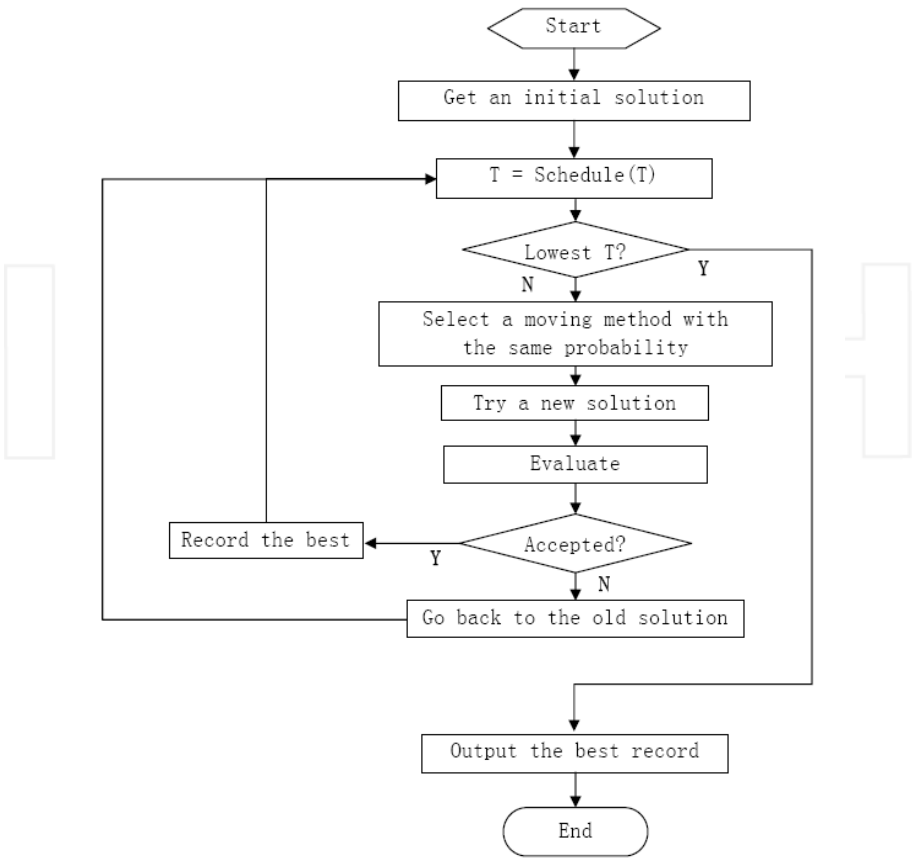 Start
Get an initial solution
T = Schedule(T)
Lowest T?
Y
N
Select a moving method with
the same probability
Try a new solution
Evaluate
Accepted?
Record the best
Y
N
Go back to the old solution
Output the best record
End